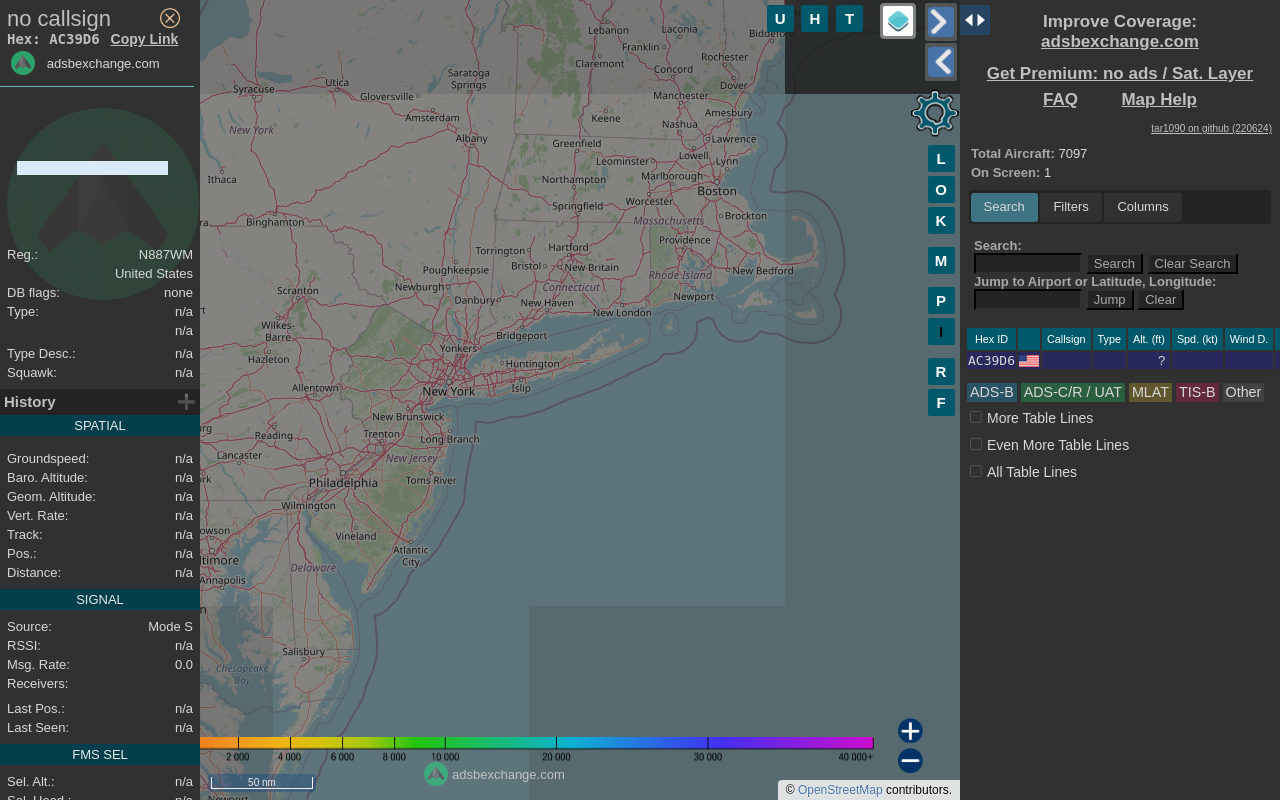 no callsign
Hex: AC39D6 Copy Link
adsbexchange.com
Reg.: N887WM
United States
DB flags: none
Type: n/a
n/a
Type Desc.: n/a
Squawk: n/a
History
SPATIAL
Groundspeed: n/a
Baro. Altitude: n/a
Geom. Altitude: n/a
Vert. Rate: n/a
Track: n/a
Pos.: n/a
Distance: n/a
SIGNAL
Source: Mode S
RSSI: n/a
Msg. Rate: 0.0
Receivers:
Last Pos.: n/a
Last Seen: n/a
FMS SEL
Sel. Alt.: n/a
Sel. Head.: n/a
U H T
L
O
K
M
P
I
R
F
Lebanon
Laconia
Biddeford
Franklin
Rochester
Claremont
Concord
Dover
Saratoga
Springs
Utica
Syracuse
Gloversville
Manchester
Amesbury
Keene
Nashua
Amsterdam
New York
Albany
Greenfield
Lawrence
Leominster
Lowell
Lynn
Ithaca
Northampton
Marlborough
Boston
Worcester
Springfield
Brockton
Massachusetts
Binghamton
Providence
Torrington
Hartford
Bristol
New Britain
New Bedford
Poughkeepsie
Rhode Island
Connecticut
Newburgh
Scranton
Danbury
New Haven
Newport
New London
Wilkes-
Barre
Bridgeport
Yonkers
Hazleton
Huntington
Allentown
New York
Islip
New Brunswick
Reading
Trenton
Long Branch
Lancaster
New Jersey
Toms River
Philadelphia
Wilmington
Vineland
Atlantic
City
Delaware
Annapolis
Salisbury
Chesapeake
Bay
2 000 4 000 6 000 8 000 10 000 20 000 30 000 40 000+
adsbexchange.com
50 nm
© OpenStreetMap contributors.
Improve Coverage:
adsbexchange.com
Get Premium: no ads / Sat. Layer
FAQ Map Help
tar1090 on github (220624)
Total Aircraft: 7097
On Screen: 1
Search Filters Columns
Search:
Search Clear Search
Jump to Airport or Latitude, Longitude:
Jump Clear
Hex ID Callsign Type Alt. (ft) Spd. (kt) Wind D.
AC39D6 ?
ADS-B ADS-C/R / UAT MLAT TIS-B Other
More Table Lines
Even More Table Lines
All Table Lines